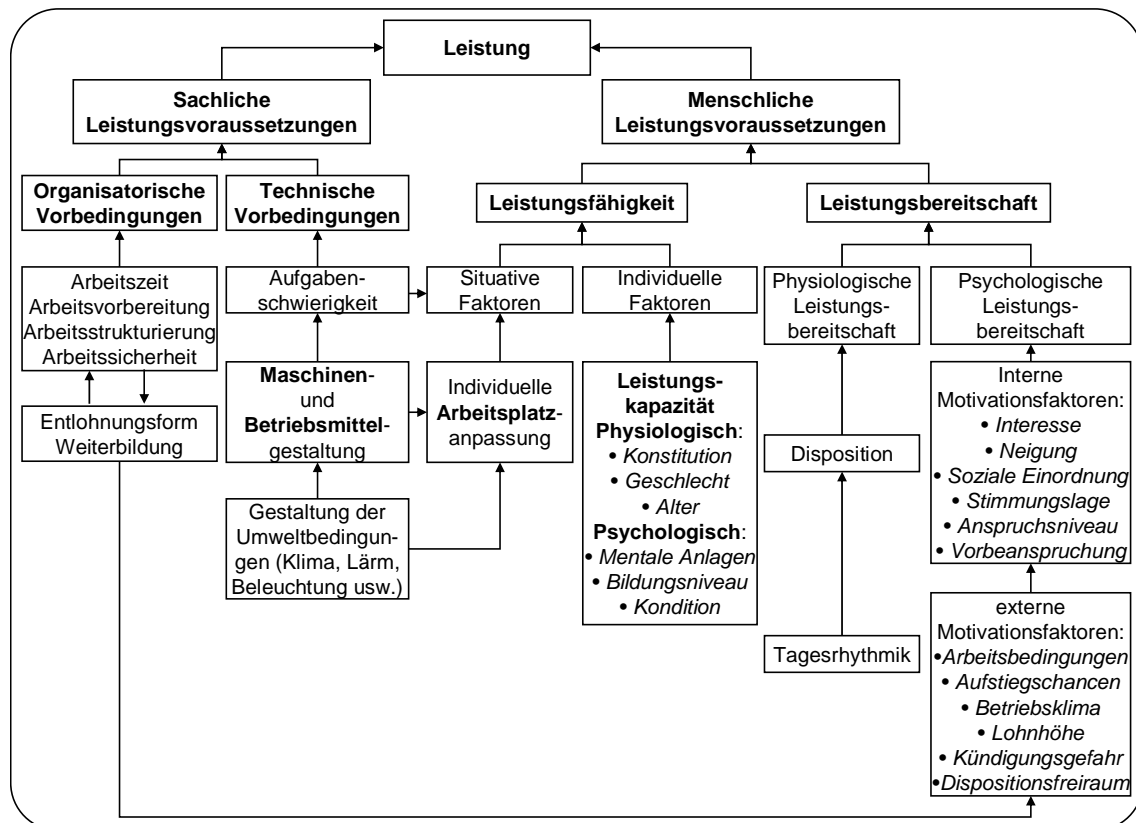 Leistung
Sachliche
Leistungsvoraussetzungen
Menschliche
Leistungsvoraussetzungen
Organisatorische
Vorbedingungen
Technische
Vorbedingungen
Leistungsfähigkeit
Leistungsbereitschaft
Arbeitszeit
Arbeitsvorbereitung
Arbeitsstrukturierung
Arbeitssicherheit
Aufgaben-
schwierigkeit
Situative
Faktoren
Individuelle
Faktoren
Physiologische
Leistungs-
bereitschaft
Psychologische
Leistungs-
bereitschaft
Entlohnungsform
Weiterbildung
Maschinen-
und
Betriebsmittel-
gestaltung
Individuelle
Arbeitsplatz-
anpassung
Leistungs-
kapazität
Physiologisch:
• Konstitution
• Geschlecht
• Alter
Psychologisch:
• Mentale Anlagen
• Bildungsniveau
• Kondition
Disposition
Interne
Motivationsfaktoren:
• Interesse
• Neigung
• Soziale Einordnung
• Stimmungslage
• Anspruchsniveau
• Vorbeanspruchung
Gestaltung der
Umweltbedingun-
gen (Klima, Lärm,
Beleuchtung usw.)
Tagesrhythmik
externe
Motivationsfaktoren:
•Arbeitsbedingungen
• Aufstiegschancen
• Betriebsklima
• Lohnhöhe
• Kündigungsgefahr
•Dispositionsfreiraum